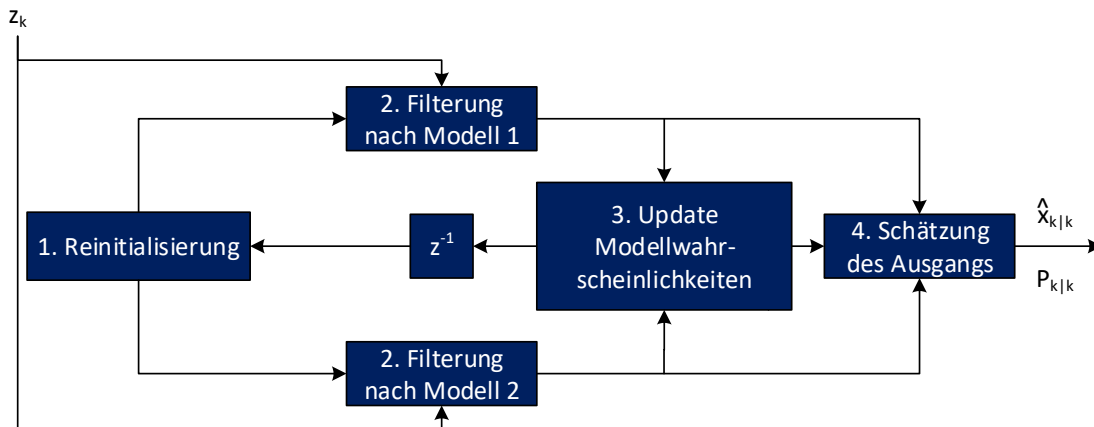 z_k
2. Filterung
nach Modell 1
1. Reinitialisierung
z^-1
3. Update
Modellwahr-
scheinlichkeiten
4. Schätzung
des Ausgangs
x̂_k|k
P_k|k
2. Filterung
nach Modell 2